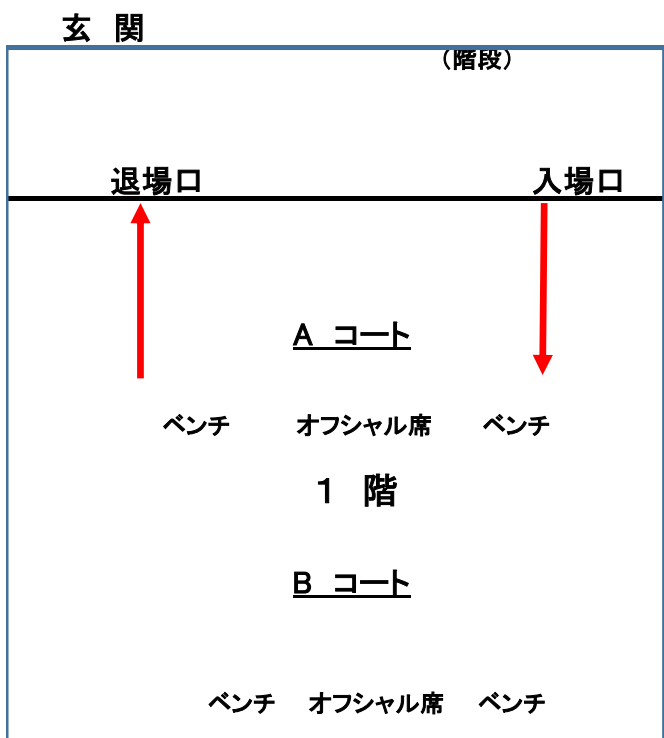 玄　関
（階段）
退場口　入場口
A　コート
ベンチ　オフシャル席　ベンチ
１　階
B　コート
ベンチ　オフシャル席　ベンチ